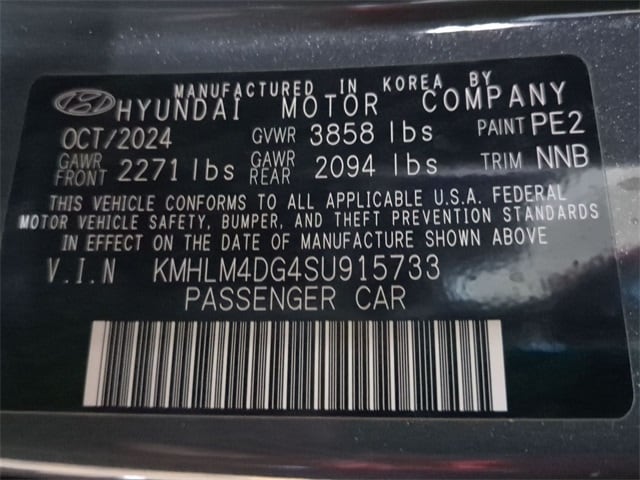 MANUFACTURED IN KOREA BY
HYUNDAI MOTOR COMPANY
OCT/2024 GVWR 3858 lbs PAINT PE2
GAWR FRONT 2271 lbs GAWR REAR 2094 lbs TRIM NNB
THIS VEHICLE CONFORMS TO ALL APPLICABLE U.S.A. FEDERAL
MOTOR VEHICLE SAFETY, BUMPER, AND THEFT PREVENTION STANDARDS
IN EFFECT ON THE DATE OF MANUFACTURE SHOWN ABOVE.
V.I.N KMHLM4DG4SU915733
PASSENGER CAR